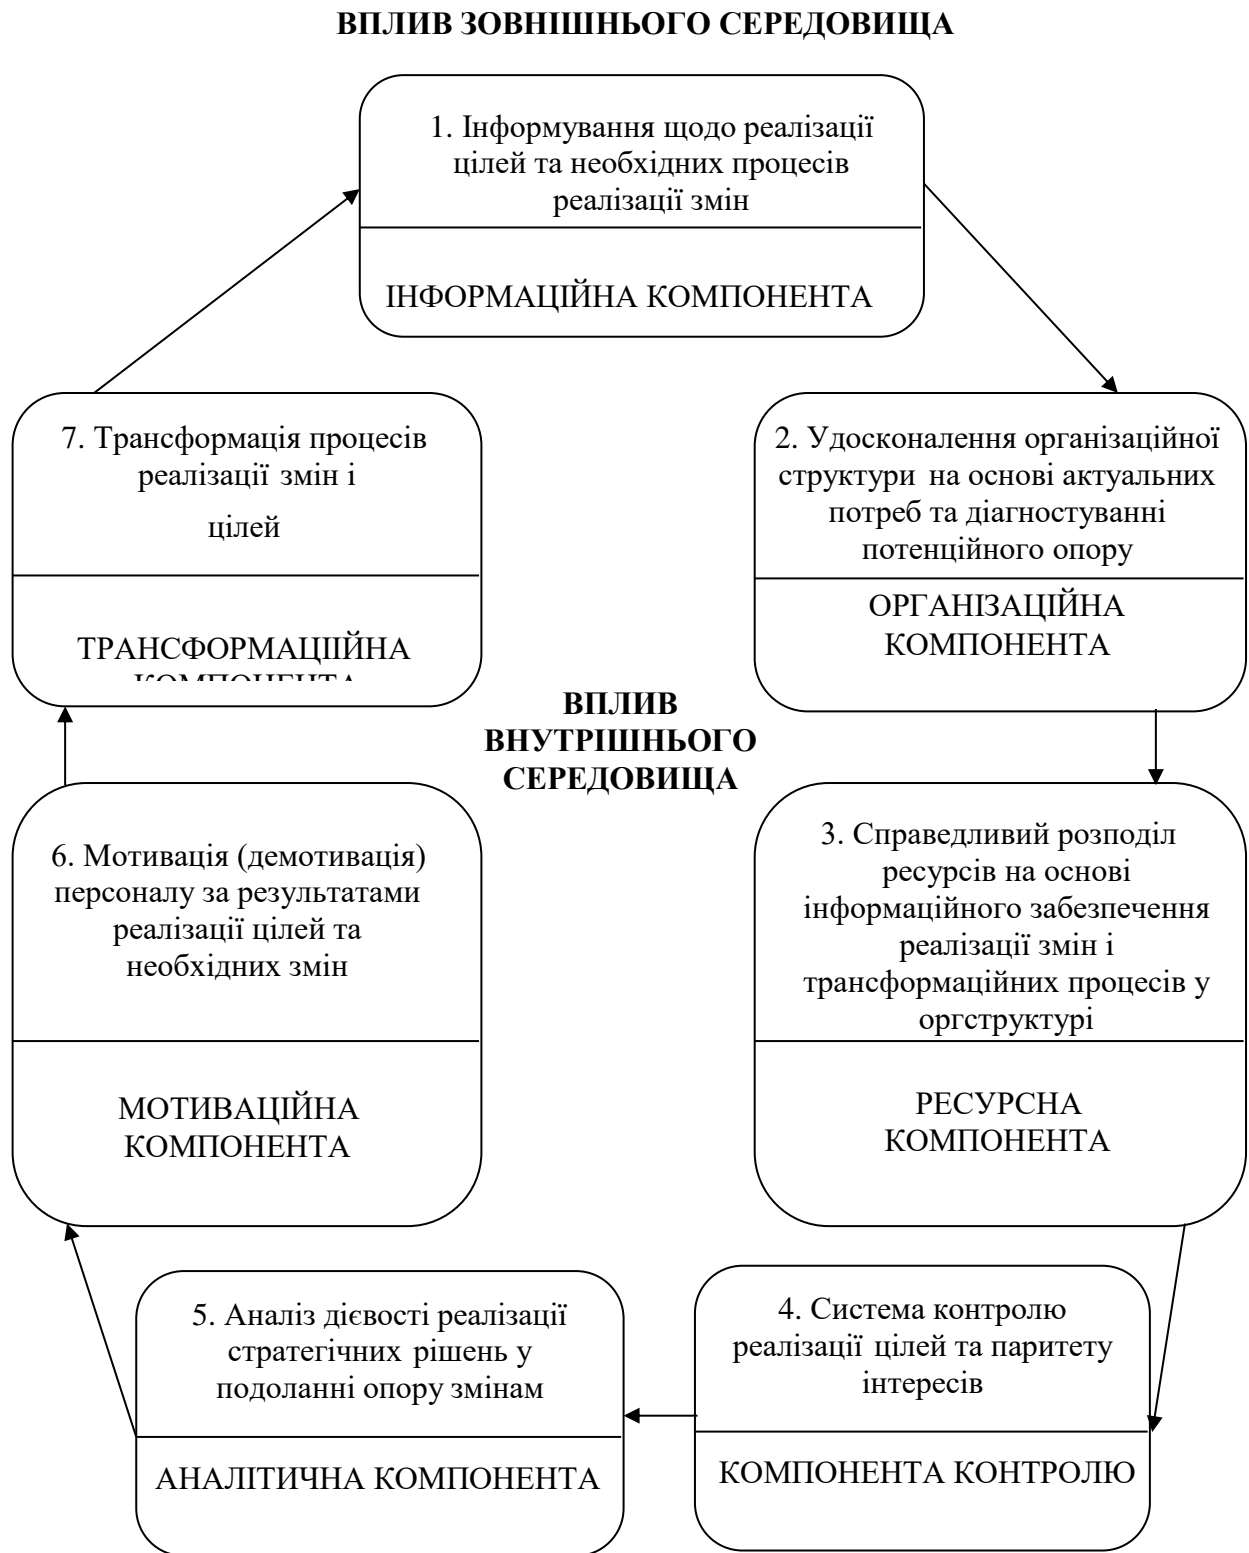 ВПЛИВ ЗОВНІШНЬОГО СЕРЕДОВИЩА
1. Інформування щодо реалізації
цілей та необхідних процесів
реалізації змін
ІНФОРМАЦІЙНА КОМПОНЕНТА
2. Удосконалення організаційної
структури на основі актуальних
потреб та діагностуванні
потенційного опору
ОРГАНІЗАЦІЙНА
КОМПОНЕНТА
3. Справедливий розподіл
ресурсів на основі
інформаційного забезпечення
реалізації змін і
трансформаційних процесів у
оргструктурі
РЕСУРСНА
КОМПОНЕНТА
4. Система контролю
реалізації цілей та паритету
інтересів
КОМПОНЕНТА КОНТРОЛЮ
5. Аналіз дієвості реалізації
стратегічних рішень у
подоланні опору змінам
АНАЛІТИЧНА КОМПОНЕНТА
6. Мотивація (демотивація)
персоналу за результатами
реалізації цілей та
необхідних змін
МОТИВАЦІЙНА
КОМПОНЕНТА
7. Трансформація процесів
реалізації змін і
цілей
ТРАНСФОРМАЦІІЙНА
КОМПОНЕНТА
ВПЛИВ
ВНУТРІШНЬОГО
СЕРЕДОВИЩА